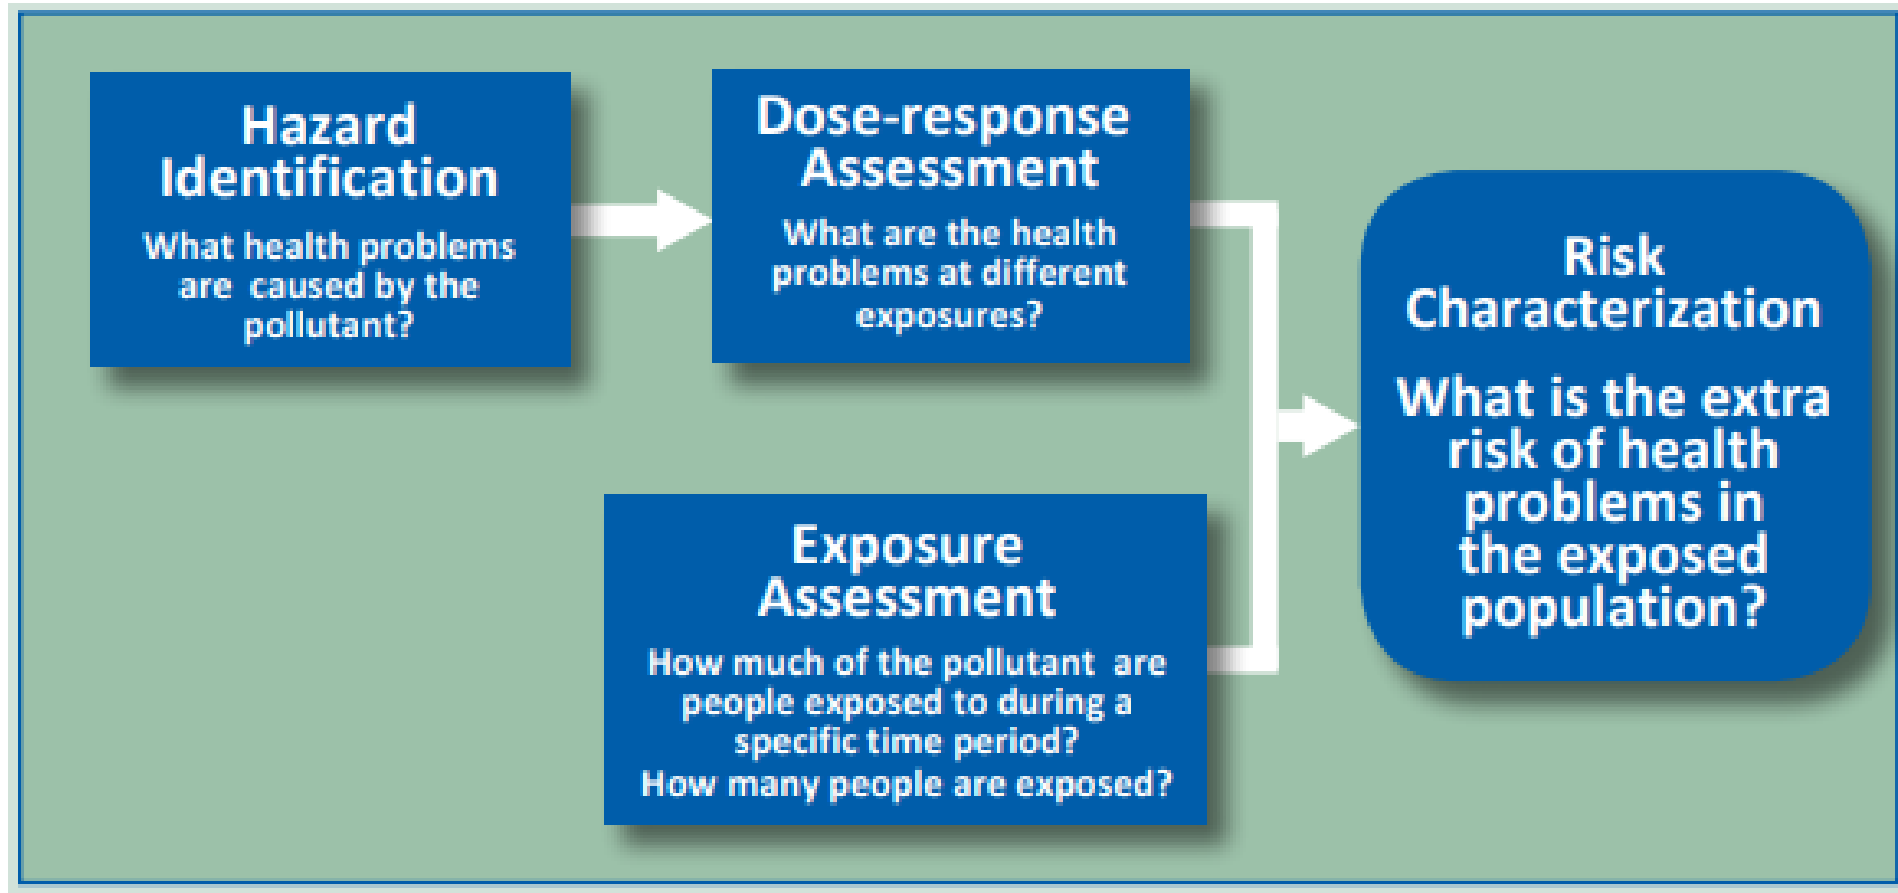 Hazard
Identification
What health problems
are caused by the
pollutant?
Dose-response
Assessment
What are the health
problems at different
exposures?
Exposure
Assessment
How much of the pollutant are
people exposed to during a
specific time period?
How many people are exposed?
Risk
Characterization
What is the extra
risk of health
problems in
the exposed
population?